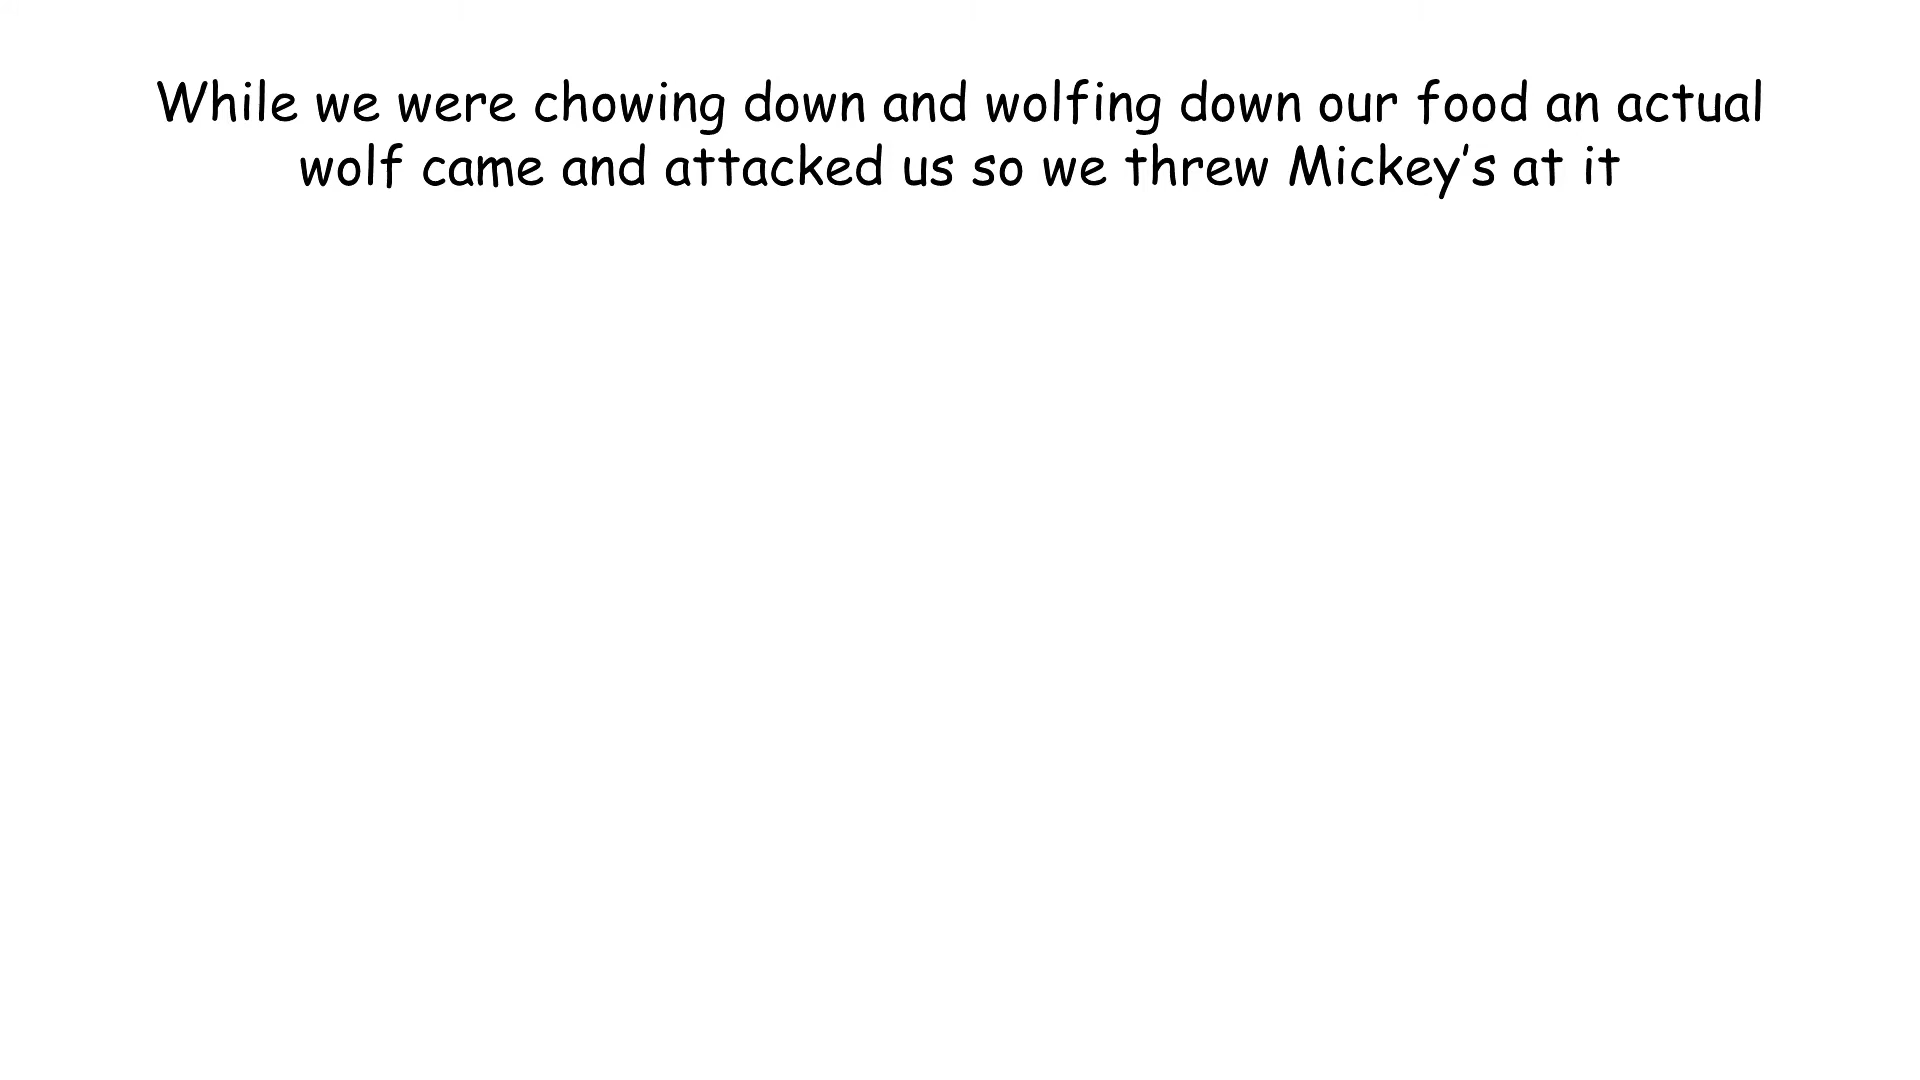 While we were chowing down and wolfing down our food an actual
wolf came and attacked us so we threw Mickey’s at it